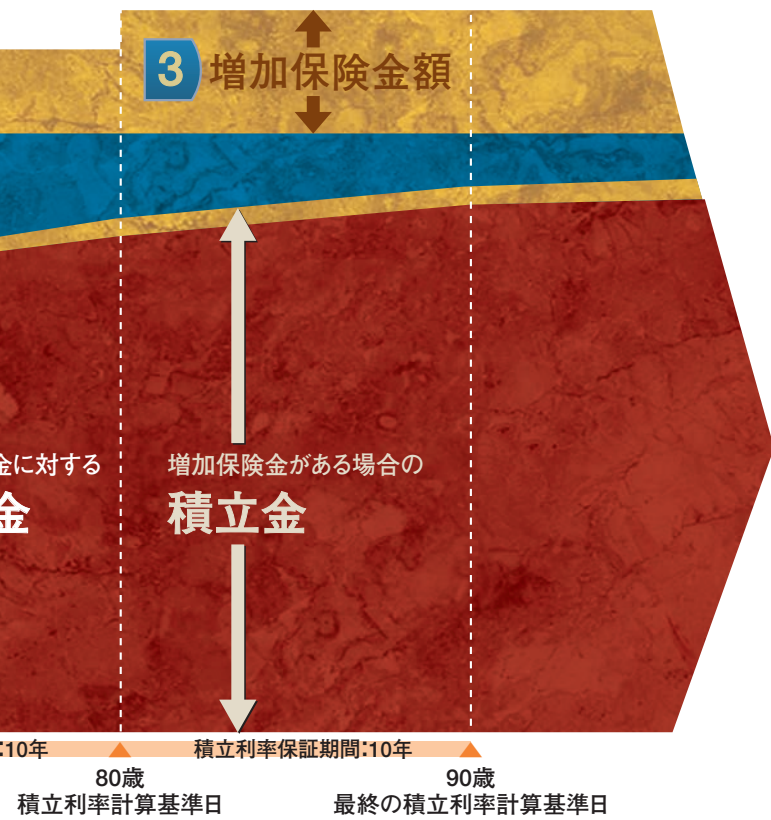 3 増加保険金額
金に対する
金
増加保険金がある場合の
積立金
:10年
積立利率保証期間:10年
80歳
積立利率計算基準日
90歳
最終の積立利率計算基準日